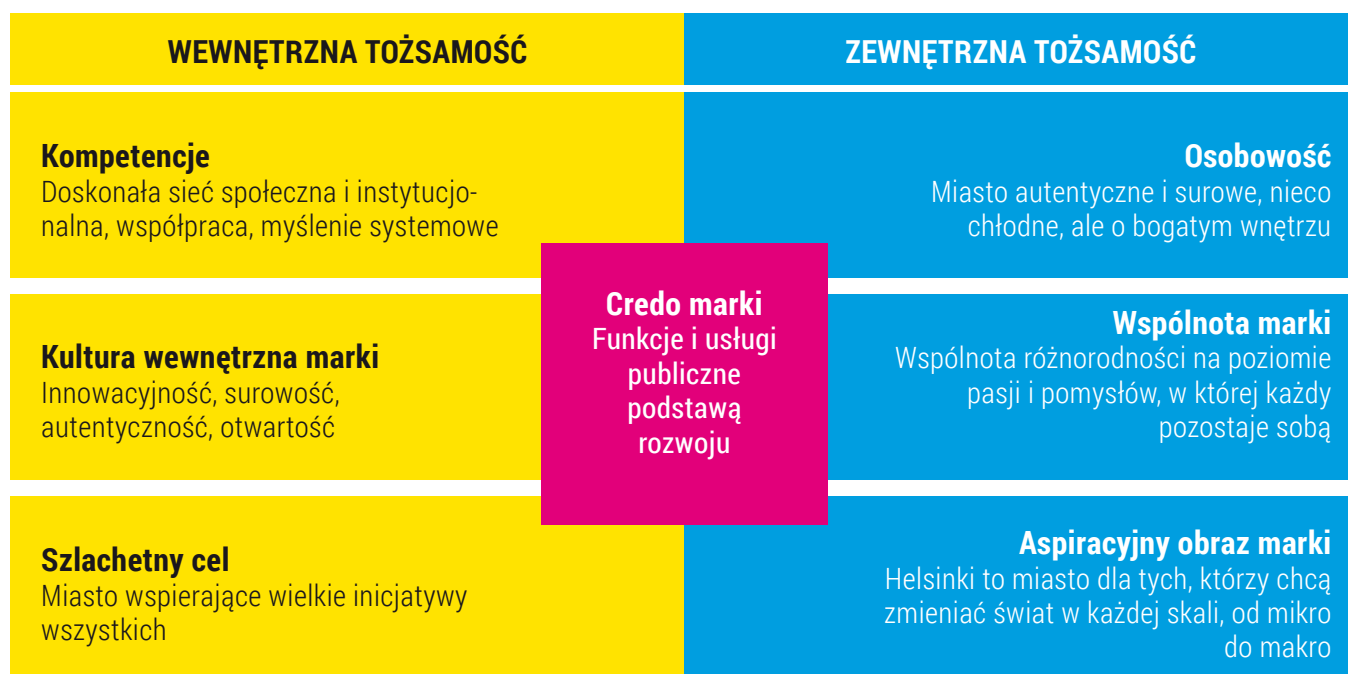 WEWNĘTRZNA TOŻSAMOŚĆ
ZEWNĘTRZNA TOŻSAMOŚĆ
Kompetencje
Doskonała sieć społeczna i instytucjo-
nalna, współpraca, myślenie systemowe
Osobowość
Miasto autentyczne i surowe, nieco
chłodne, ale o bogatym wnętrzu
Credo marki
Funkcje i usługi
publiczne
podstawą
rozwoju
Kultura wewnętrzna marki
Innowacyjność, surowość,
autentyczność, otwartość
Wspólnota marki
Wspólnota różnorodności na poziomie
pasji i pomysłów, w której każdy
pozostaje sobą
Szlachetny cel
Miasto wspierające wielkie inicjatywy
wszystkich
Aspiracyjny obraz marki
Helsinki to miasto dla tych, którzy chcą
zmieniać świat w każdej skali, od mikro
do makro